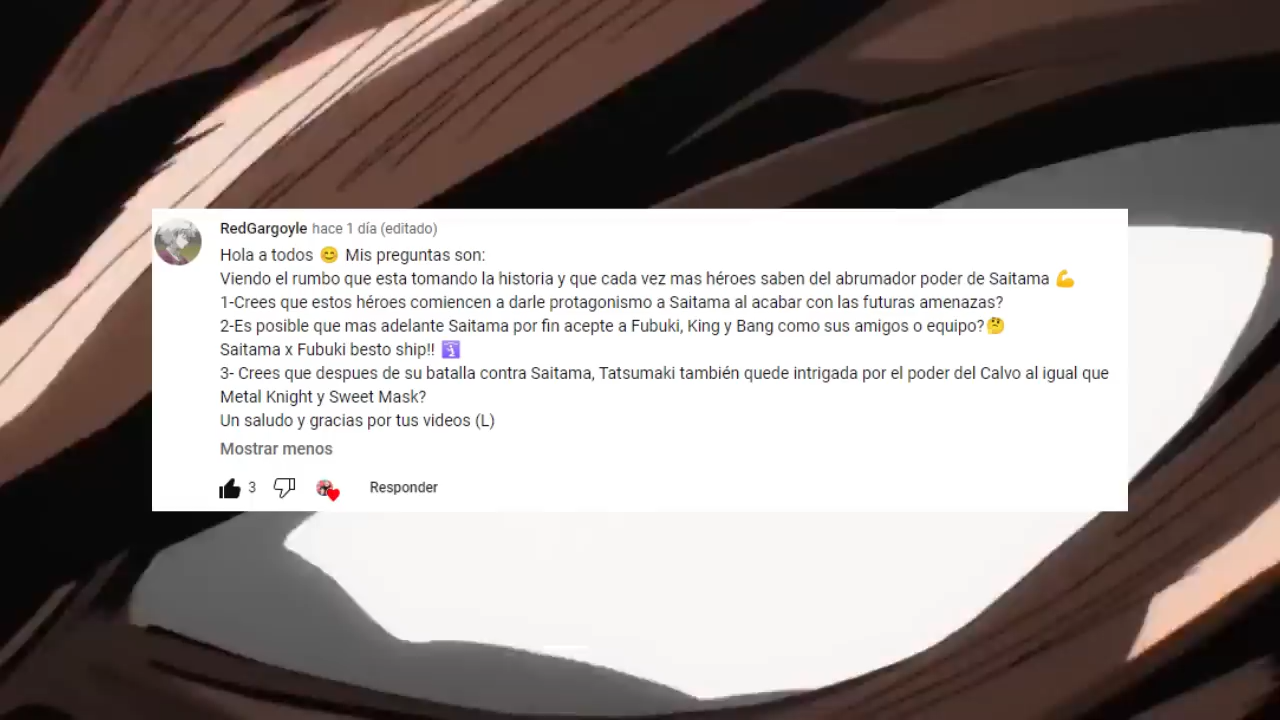 RedGargoyle hace 1 día (editado)
Hola a todos 😊 Mis preguntas son:
Viendo el rumbo que esta tomando la historia y que cada vez mas héroes saben del abrumador poder de Saitama 💪
1-Crees que estos héroes comiencen a darle protagonismo a Saitama al acabar con las futuras amenazas?
2-Es posible que mas adelante Saitama por fin acepte a Fubuki, King y Bang como sus amigos o equipo?🤔
Saitama x Fubuki besto ship!! 🛐
3- Crees que despues de su batalla contra Saitama, Tatsumaki también quede intrigada por el poder del Calvo al igual que
Metal Knight y Sweet Mask?
Un saludo y gracias por tus videos (L)
Mostrar menos
3 Responder